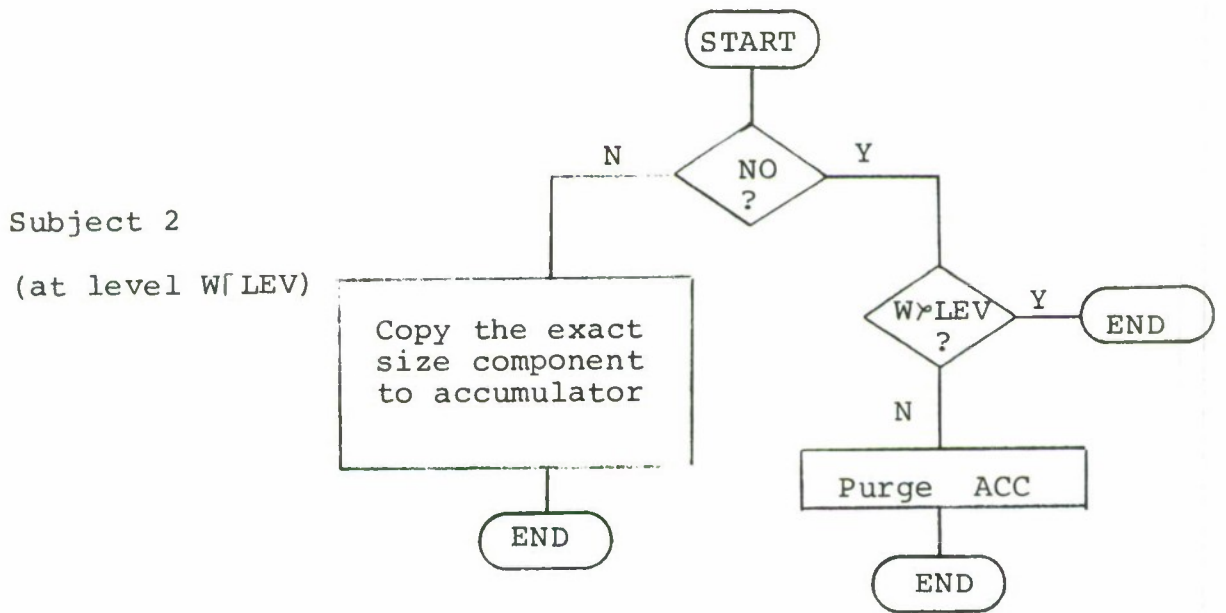 START
N
NO
?
Y
Subject 2
(at level W⌈LEV)
Copy the exact
size component
to accumulator
END
W≻LEV
?
Y
END
N
Purge ACC
END